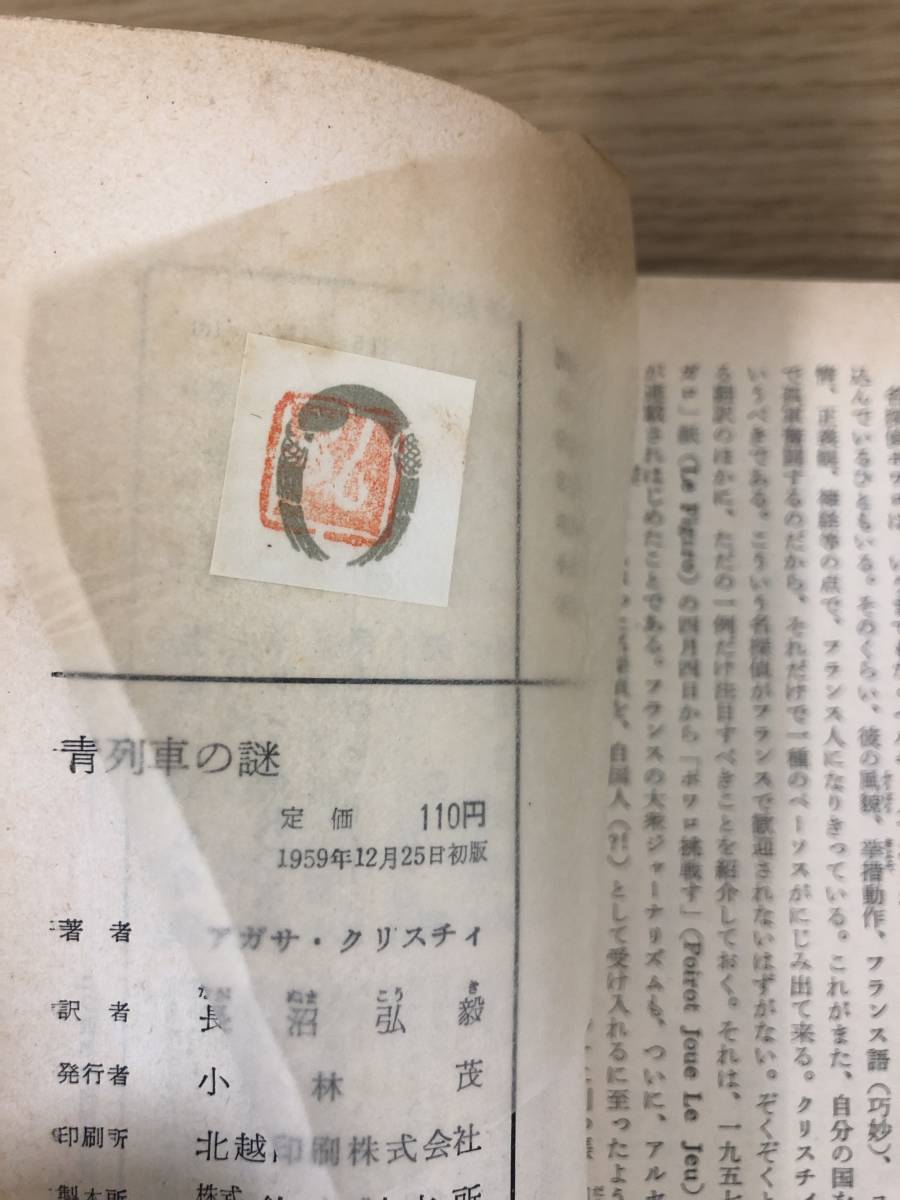 青列車の謎
定価 110円
1959年12月25日初版
著者 アガサ・クリスティ
訳者 長沼弘毅
なが ぬま こう き
発行者 小林茂
印刷所 北越印刷株式会社
製本所 株式
込んでいるひともいる。そのくらい、彼の風貌、挙措動作、フランス語(巧妙)、
情、正義観、
等の点で、フランス人になりきっている。これがまた、自分の国
で孤軍奮闘するのだから、それだけで一種のペーソスがにじみ出て来る。クリスティ
いうべきである。こういう名探偵がフランスで歓迎されないはずがない。ぞくぞく
る翻訳のほかに、ただの一例だけ注目すべきことを紹介しておく。それは、一九五
ガロ」紙(Le Figaro)の四月四日から「ポワロ挑戦す」(Poirot Joue Le Jeu)
が連載されはじめたことである。フランスの大衆ジャーナリズムも、ついに、アルセ
を、自国人(?!)として受け入れるに至ったよう